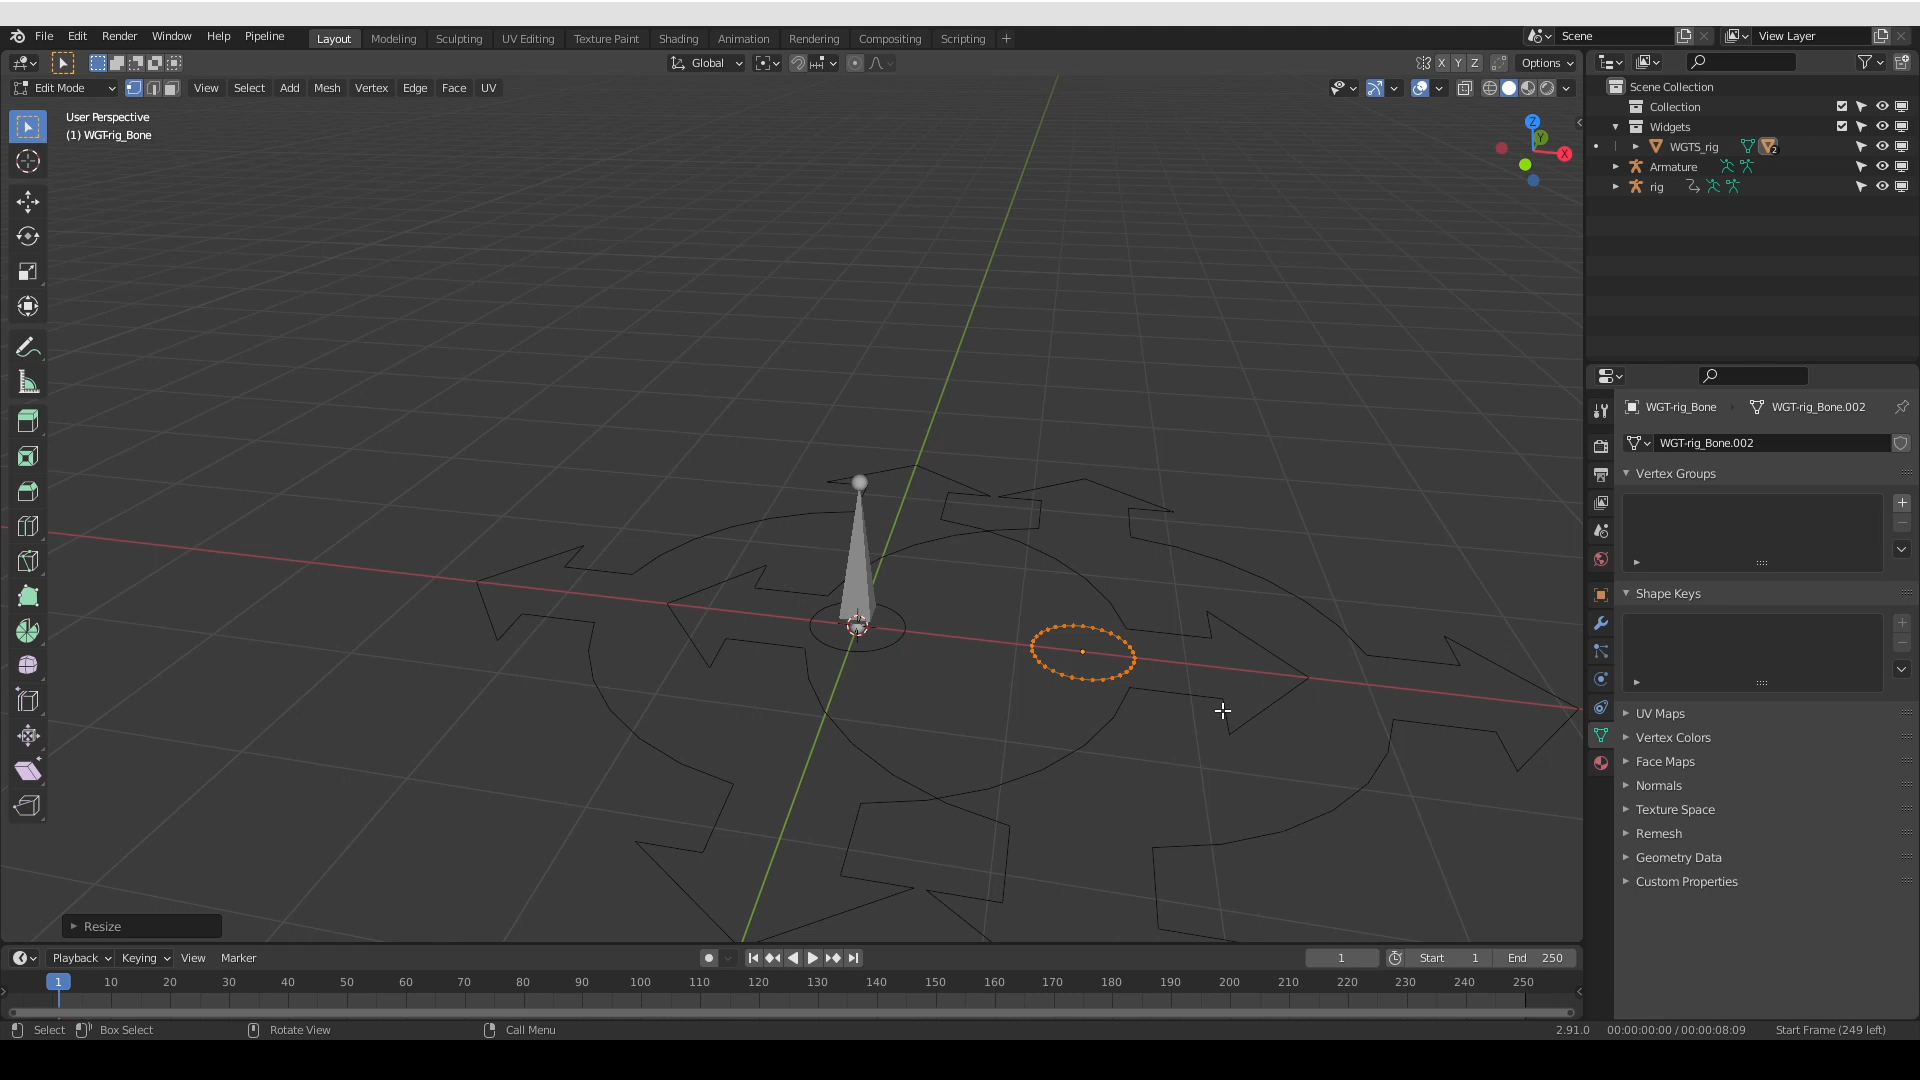 File Edit Render Window Help Pipeline Layout Modeling Sculpting UV Editing Texture Paint Shading Animation Rendering Compositing Scripting + Scene View Layer
Global X Y Z Options
Edit Mode View Select Add Mesh Vertex Edge Face UV
User Perspective
(1) WGT-rig_Bone
Z
Y
X
Scene Collection
Collection
Widgets
WGTS_rig 2
Armature
rig
WGT-rig_Bone WGT-rig_Bone.002
WGT-rig_Bone.002
Vertex Groups
Shape Keys
UV Maps
Vertex Colors
Face Maps
Normals
Texture Space
Remesh
Geometry Data
Custom Properties
Resize
Playback Keying View Marker 1 Start 1 End 250
1 10 20 30 40 50 60 70 80 90 100 110 120 130 140 150 160 170 180 190 200 210 220 230 240 250
Select Box Select Rotate View Call Menu 2.91.0 00:00:00:00 / 00:00:08:09 Start Frame (249 left)